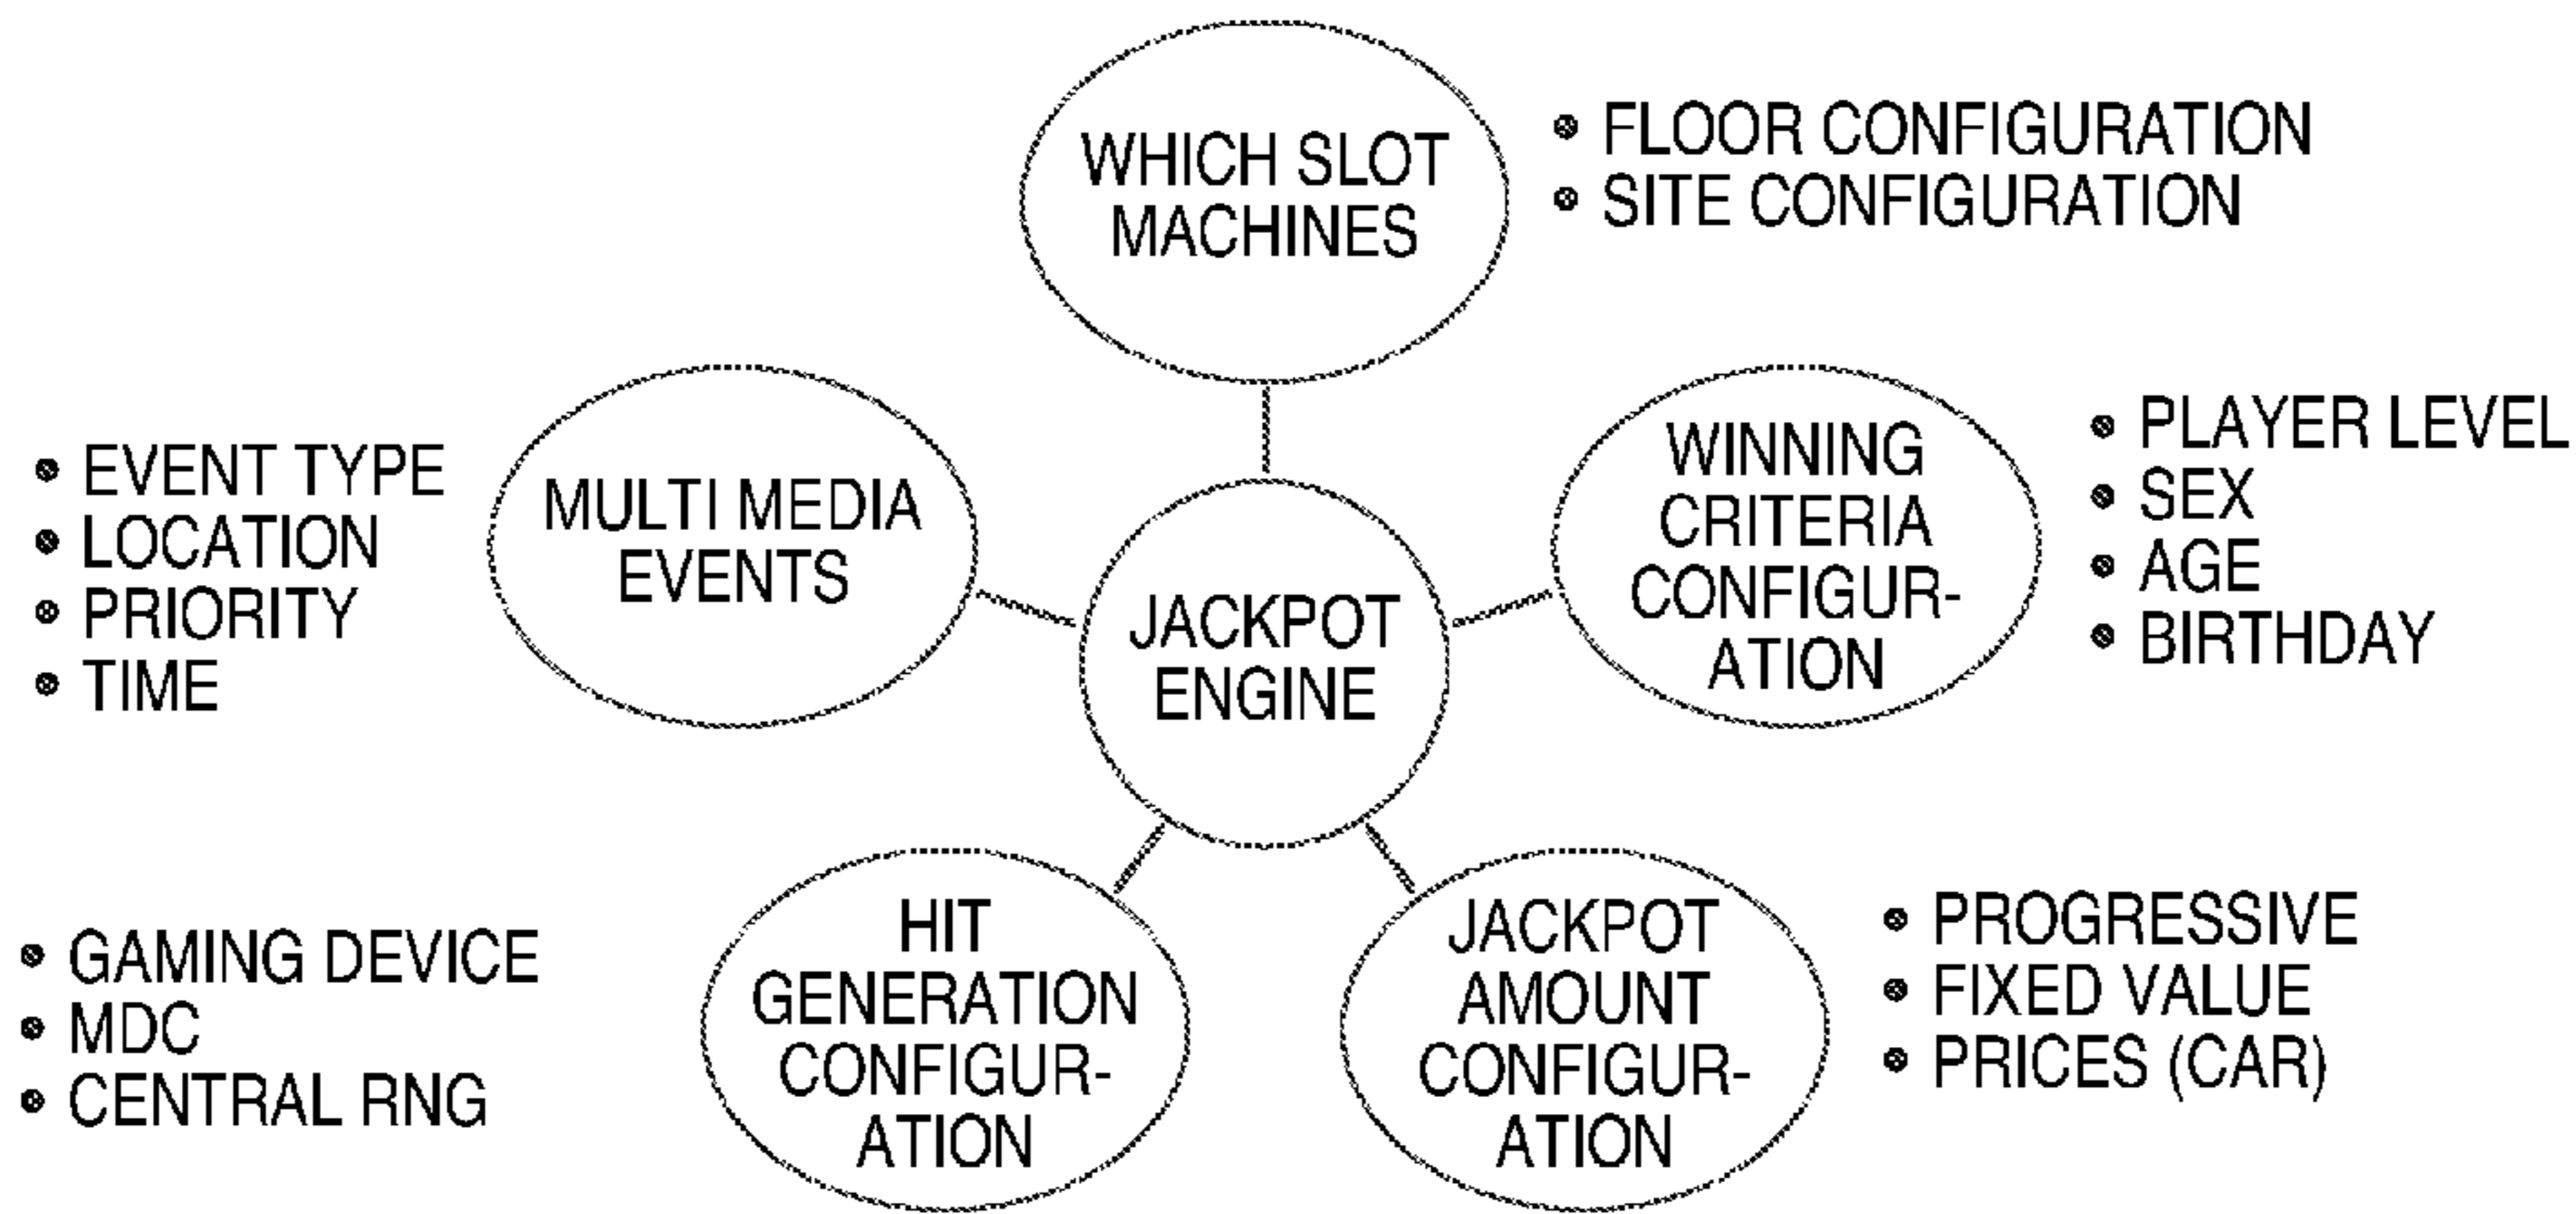 WHICH SLOT
MACHINES
• FLOOR CONFIGURATION
• SITE CONFIGURATION
• EVENT TYPE
• LOCATION
• PRIORITY
• TIME
MULTI MEDIA
EVENTS
JACKPOT
ENGINE
WINNING
CRITERIA
CONFIGUR-
ATION
• PLAYER LEVEL
• SEX
• AGE
• BIRTHDAY
• GAMING DEVICE
• MDC
• CENTRAL RNG
HIT
GENERATION
CONFIGUR-
ATION
JACKPOT
AMOUNT
CONFIGUR-
ATION
• PROGRESSIVE
• FIXED VALUE
• PRICES (CAR)